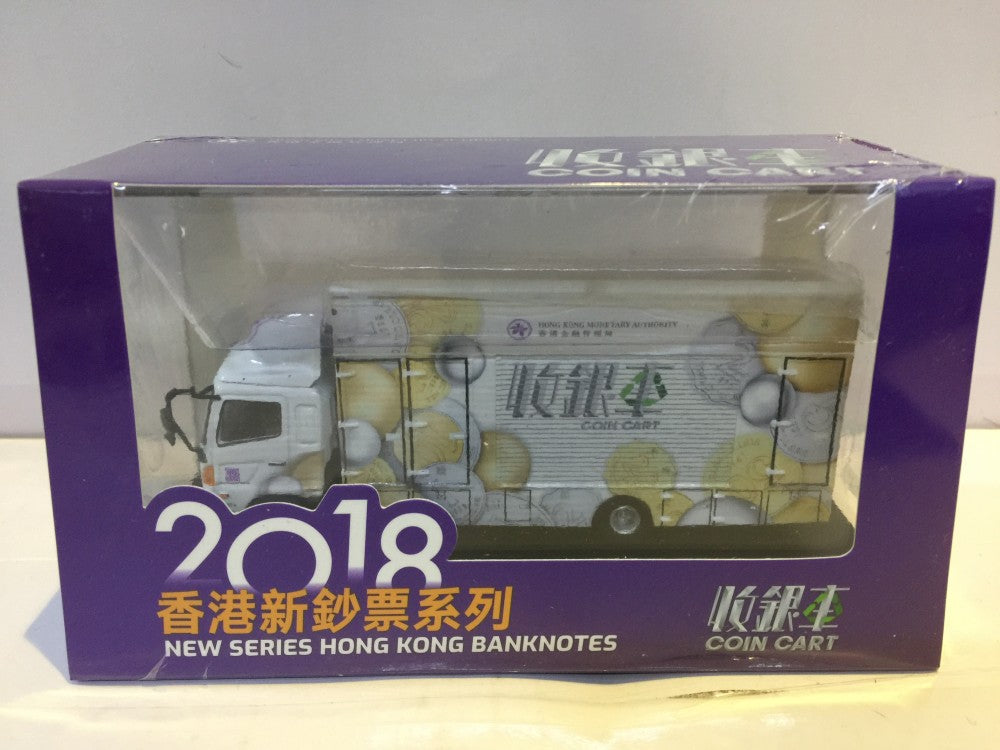 收銀車
COIN CART
HONG KONG MONETARY AUTHORITY
香港金融管理局
收銀車
COIN CART
2018
香港新鈔票系列
NEW SERIES HONG KONG BANKNOTES
收銀車
COIN CART